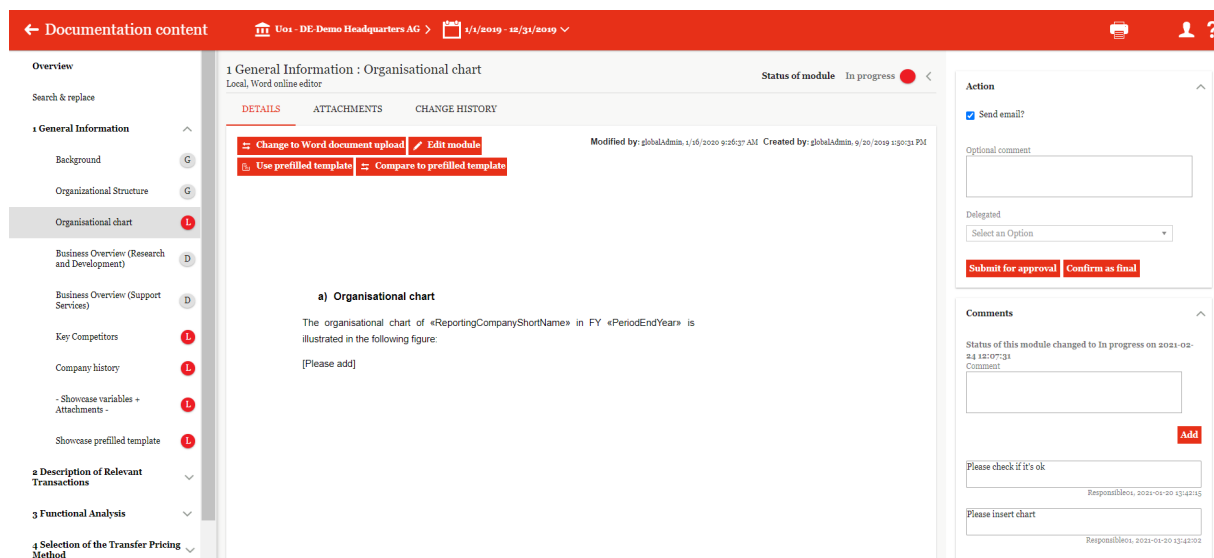 Documentation content
U01 - DE-Demo Headquarters AG
1/1/2019 - 12/31/2019
?
Overview
Search & replace
1 General Information
Background
G
Organizational Structure
G
Organisational chart
L
Business Overview (Research
and Development)
D
Business Overview (Support
Services)
D
Key Competitors
L
Company history
L
- Showcase variables +
Attachments -
L
Showcase prefilled template
L
2 Description of Relevant
Transactions
3 Functional Analysis
4 Selection of the Transfer Pricing
Method
1 General Information : Organisational chart
Local, Word online
editor
Status of module In progress
DETAILS
ATTACHMENTS
CHANGE HISTORY
Change to Word document upload
Edit module
Use prefilled template
Compare to prefilled template
Modified by: globalAdmin, 1/16/2020 9:26:37 AM Created by: globalAdmin, 9/20/2019 1:50:31 PM
a) Organisational chart
The organisational chart of «ReportingCompanyShortName» in FY «PeriodEndYear» is
illustrated in the following figure:
[Please add]
Action
Send email?
Optional comment
Delegated
Select an Option
Submit for approval
Confirm as final
Comments
Status of this module changed to In progress on 2021-02-
24 12:07:31
Comment
Add
Please check if it's ok
Responsible01, 2021-01-20 13:42:15
Please insert chart
Responsible01, 2021-01-20 13:42:02